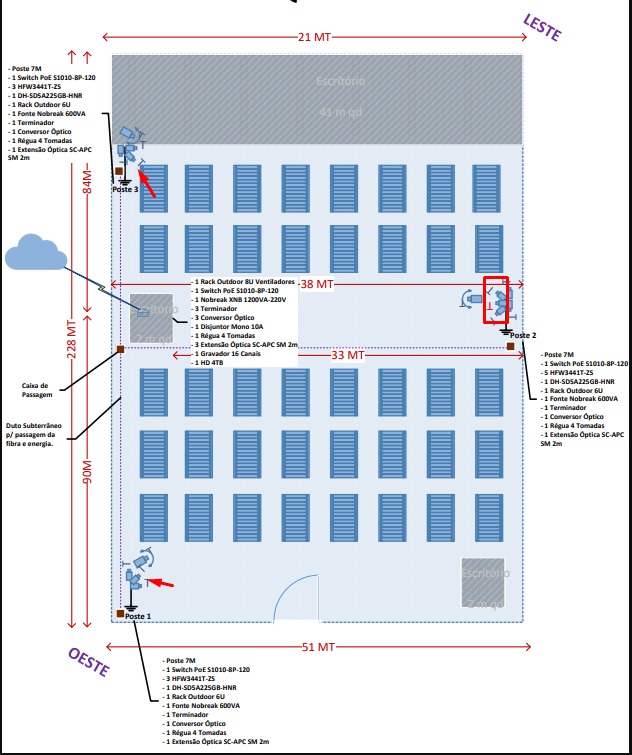 LESTE
21 MT
Escritório
41 m qd
- Poste 7M
- 1 Switch PoE S1010-8P-120
- 3 HFW3441T-ZS
- 1 DH-SD5A225GB-HNR
- 1 Rack Outdoor 6U
- 1 Fonte Nobreak 600VA
- 1 Terminador
- 1 Conversor Óptico
- 1 Régua 4 Tomadas
- 1 Extensão Óptica SC-APC
SM 2m
Poste 3
84M
228 MT
38 MT
Escritório
2 m qd
- 1 Rack Outdoor 8U Ventiladores
- 1 Switch PoE S1010-8P-120
- 1 Nobreak XNB 1200VA-220V
- 3 Terminador
- 3 Conversor Óptico
- 1 Disjuntor Mono 10A
- 1 Régua 4 Tomadas
- 3 Extensão Óptica SC-APC SM 2m
- 1 Gravador 16 Canais
- 1 HD 4TB
33 MT
Poste 2
- Poste 7M
- 1 Switch PoE S1010-8P-120
- 5 HFW3441T-ZS
- 1 DH-SD5A225GB-HNR
- 1 Rack Outdoor 6U
- 1 Fonte Nobreak 600VA
- 1 Terminador
- 1 Conversor Óptico
- 1 Régua 4 Tomadas
- 1 Extensão Óptica SC-APC
SM 2m
Caixa de
Passagem
Duto Subterrâneo
p/ passagem da
fibra e energia.
90M
Escritório
2 m qd
Poste 1
51 MT
OESTE
- Poste 7M
- 1 Switch PoE S1010-8P-120
- 3 HFW3441T-ZS
- 1 DH-SD5A225GB-HNR
- 1 Rack Outdoor 6U
- 1 Fonte Nobreak 600VA
- 1 Terminador
- 1 Conversor Óptico
- 1 Régua 4 Tomadas
- 1 Extensão Óptica SC-APC SM 2m